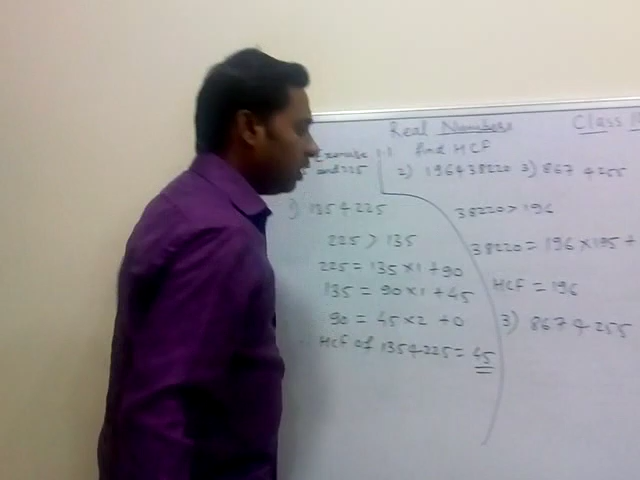 Real Numbers Class
Exercise 1.1 find HCF
and 225 2) 196 & 38220 3) 867 & 255
1) 135 & 225
225 > 135
225 = 135 × 1 + 90
135 = 90 × 1 + 45
90 = 45 × 2 + 0
HCF of 135 & 225 = 45
38220 > 196
38220 = 196 × 195 +
HCF = 196
3) 867 & 255